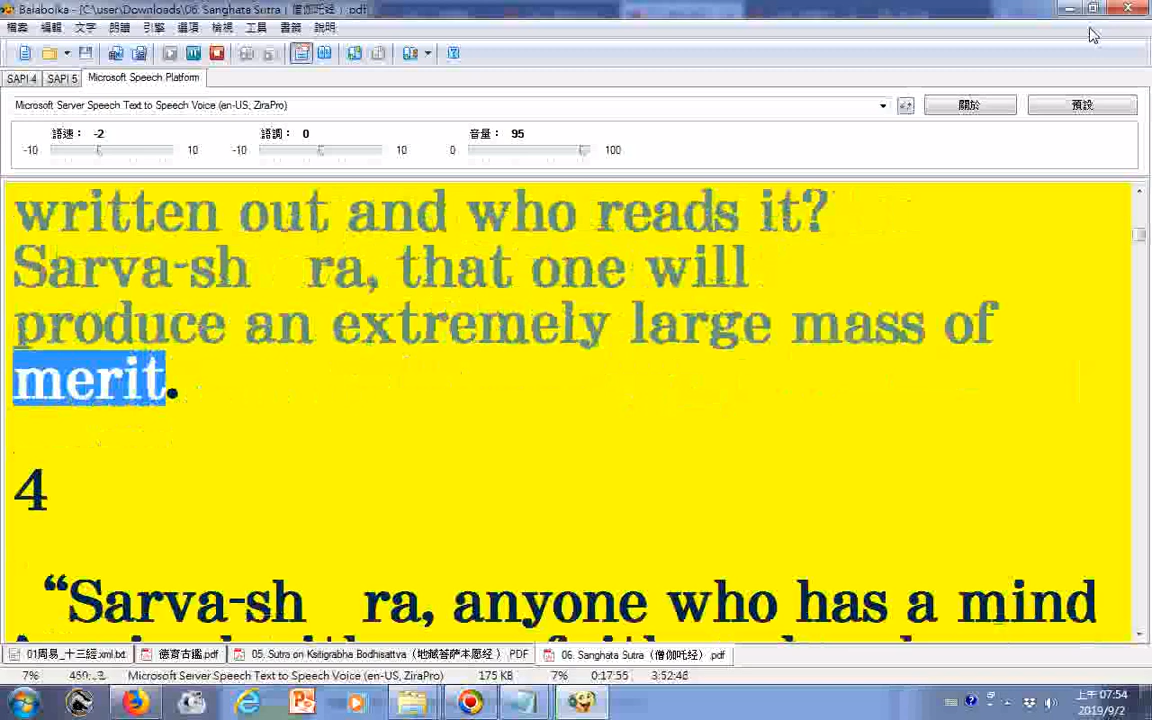 Balabolka - [C:\user\Downloads\06. Sanghata Sutra（僧伽吒经）.pdf]
檔案 編輯 文字 朗讀 引擎 選項 檢視 工具 書籤 說明
SAPI 4 SAPI 5 Microsoft Speech Platform
Microsoft Server Speech Text to Speech Voice (en-US, ZiraPro) 關於 預設
語速： -2 語調： 0 音量： 95
-10 10 -10 10 0 100
written out and who reads it?
Sarva-sh ra, that one will
produce an extremely large mass of
merit.
4
“Sarva-sh ra, anyone who has a mind
01周易_十三經.xml.txt 德育古鑑.pdf 05. Sutra on Ksitigrabha Bodhisattva（地藏菩萨本愿经）.PDF 06. Sanghata Sutra（僧伽吒经）.pdf
7% Microsoft Server Speech Text to Speech Voice (en-US, ZiraPro) 175 KB 7% 0:17:55 3:52:46
上午 07:54
2019/9/2